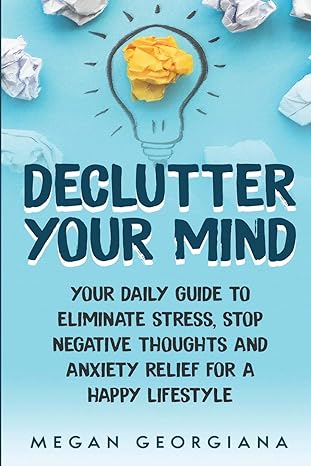 DECLUTTER
YOUR MIND
YOUR DAILY GUIDE TO
ELIMINATE STRESS, STOP
NEGATIVE THOUGHTS AND
ANXIETY RELIEF FOR A
HAPPY LIFESTYLE
MEGAN GEORGIANA